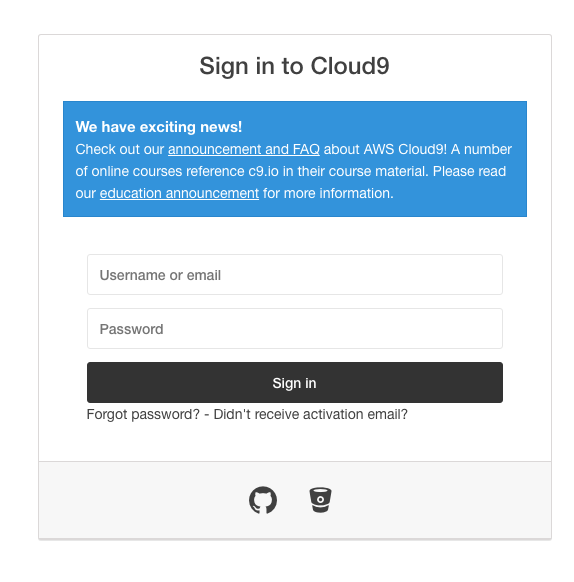 Sign in to Cloud9
We have exciting news!
Check out our announcement and FAQ about AWS Cloud9! A number
of online courses reference c9.io in their course material. Please read
our education announcement for more information.
Username or email
Password
Sign in
Forgot password? - Didn't receive activation email?